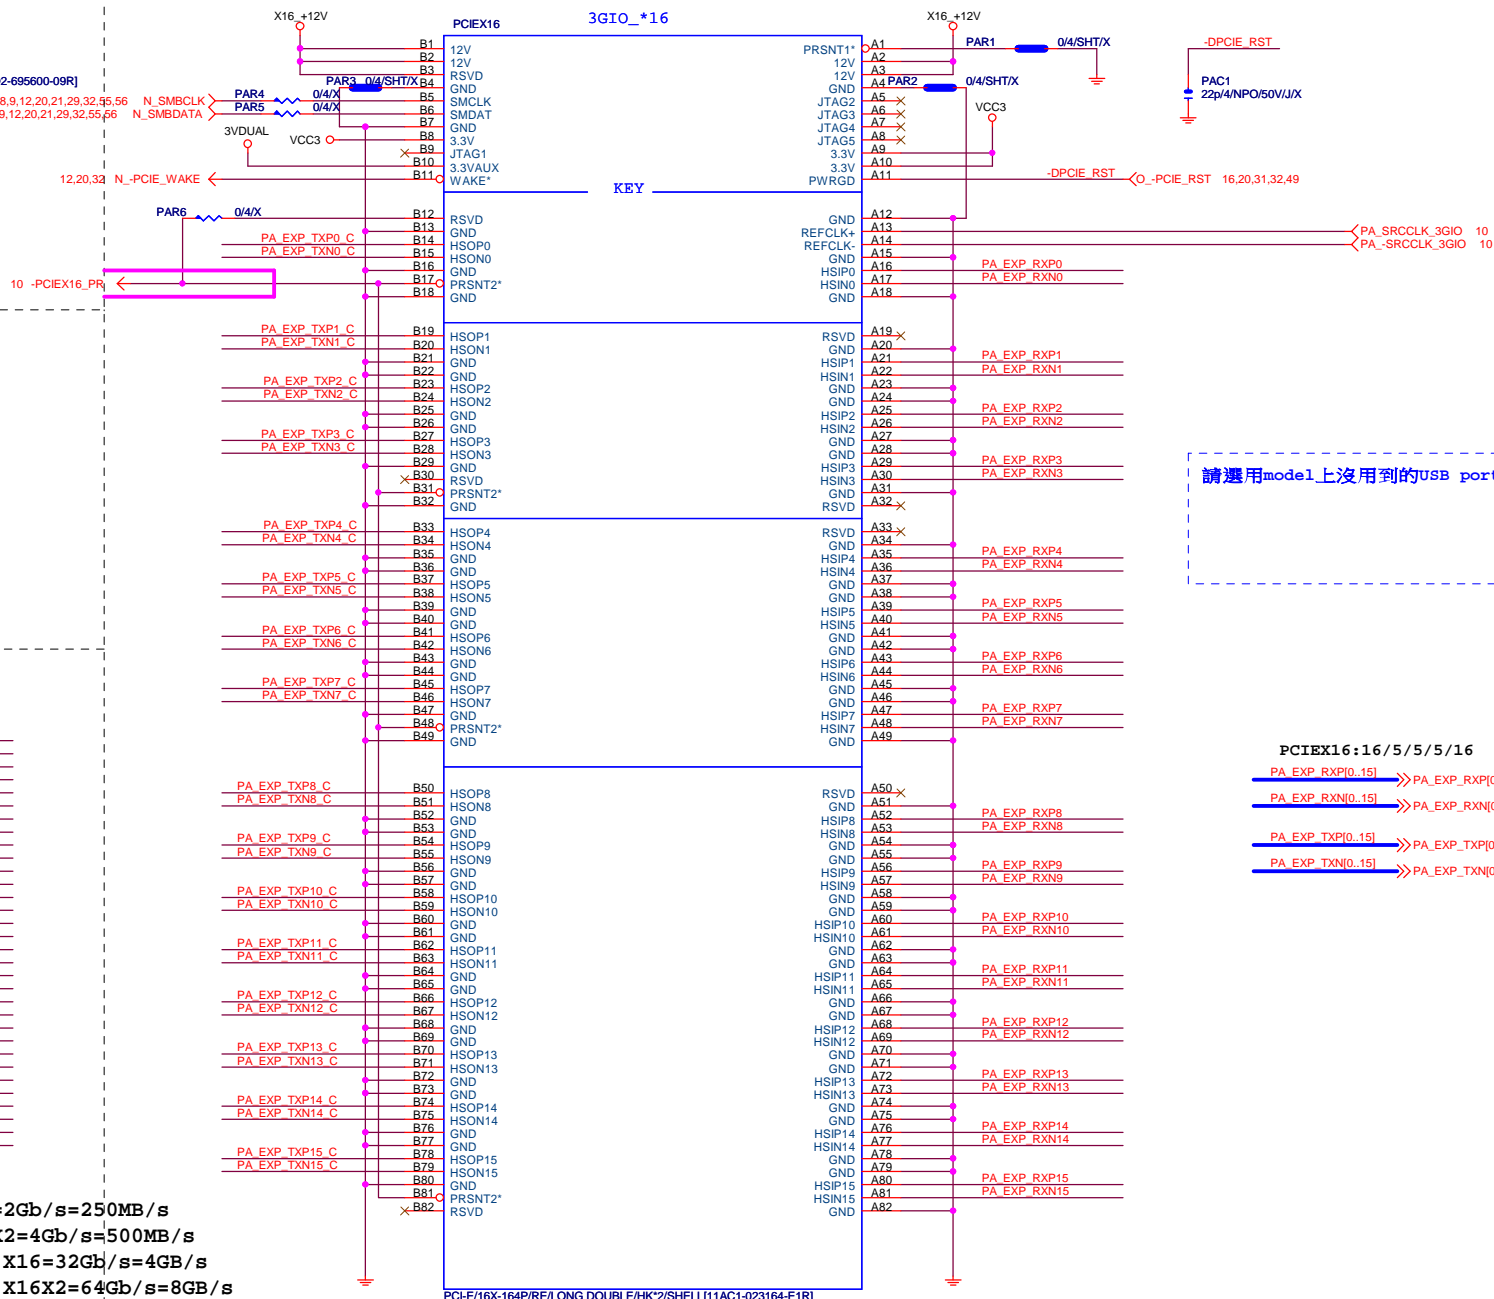 X16_+12V
PCIEX16
3GIO_*16
X16_+12V
B1 12V PRSNT1* A1 PAR1 0/4/SHT/X -DPCIE_RST
B2 12V 12V A2
B3 RSVD 12V A3
02-695600-09R]
PAR3 0/4/SHT/X B4 GND GND A4 PAR2 0/4/SHT/X
PAC1
22p/4/NPO/50V/J/X
8,9,12,20,21,29,32,55,56 N_SMBCLK PAR4 0/4/X B5 SMCLK JTAG2 A5
9,12,20,21,29,32,55,56 N_SMBDATA PAR5 0/4/X B6 SMDAT JTAG3 A6 VCC3
B7 GND JTAG4 A7
3VDUAL VCC3 B8 3.3V JTAG5 A8
B9 JTAG1 3.3V A9
B10 3.3VAUX 3.3V A10
12,20,32 N_-PCIE_WAKE B11 WAKE* PWRGD A11 -DPCIE_RST O_-PCIE_RST 16,20,31,32,49
KEY
PAR6 0/4/X B12 RSVD GND A12
B13 GND REFCLK+ A13 PA_SRCCLK_3GIO 10
PA_EXP_TXP0_C B14 HSOP0 REFCLK- A14 PA_-SRCCLK_3GIO 10
PA_EXP_TXN0_C B15 HSON0 GND A15
B16 GND HSIP0 A16 PA_EXP_RXP0
10 -PCIEX16_PR B17 PRSNT2* HSIN0 A17 PA_EXP_RXN0
B18 GND GND A18
PA_EXP_TXP1_C B19 HSOP1 RSVD A19
PA_EXP_TXN1_C B20 HSON1 GND A20
B21 GND HSIP1 A21 PA_EXP_RXP1
B22 GND HSIN1 A22 PA_EXP_RXN1
PA_EXP_TXP2_C B23 HSOP2 GND A23
PA_EXP_TXN2_C B24 HSON2 GND A24
B25 GND HSIP2 A25 PA_EXP_RXP2
B26 GND HSIN2 A26 PA_EXP_RXN2
PA_EXP_TXP3_C B27 HSOP3 GND A27
PA_EXP_TXN3_C B28 HSON3 GND A28
B29 GND HSIP3 A29 PA_EXP_RXP3
B30 RSVD HSIN3 A30 PA_EXP_RXN3
請選用model上沒用到的USB port
B31 PRSNT2* GND A31
B32 GND RSVD A32
PA_EXP_TXP4_C B33 HSOP4 RSVD A33
PA_EXP_TXN4_C B34 HSON4 GND A34
B35 GND HSIP4 A35 PA_EXP_RXP4
B36 GND HSIN4 A36 PA_EXP_RXN4
PA_EXP_TXP5_C B37 HSOP5 GND A37
PA_EXP_TXN5_C B38 HSON5 GND A38
B39 GND HSIP5 A39 PA_EXP_RXP5
B40 GND HSIN5 A40 PA_EXP_RXN5
PA_EXP_TXP6_C B41 HSOP6 GND A41
PA_EXP_TXN6_C B42 HSON6 GND A42
B43 GND HSIP6 A43 PA_EXP_RXP6
B44 GND HSIN6 A44 PA_EXP_RXN6
PA_EXP_TXP7_C B45 HSOP7 GND A45
PA_EXP_TXN7_C B46 HSON7 GND A46
B47 GND HSIP7 A47 PA_EXP_RXP7
B48 PRSNT2* HSIN7 A48 PA_EXP_RXN7
B49 GND GND A49
PCIEX16:16/5/5/5/16
PA_EXP_RXP[0..15] PA_EXP_RXP[0
PA_EXP_TXP8_C B50 HSOP8 RSVD A50
PA_EXP_TXN8_C B51 HSON8 GND A51 PA_EXP_RXN[0..15] PA_EXP_RXN[0
B52 GND HSIP8 A52 PA_EXP_RXP8
B53 GND HSIN8 A53 PA_EXP_RXN8
PA_EXP_TXP9_C B54 HSOP9 GND A54 PA_EXP_TXP[0..15] PA_EXP_TXP[0
PA_EXP_TXN9_C B55 HSON9 GND A55
B56 GND HSIP9 A56 PA_EXP_RXP9 PA_EXP_TXN[0..15] PA_EXP_TXN[0
B57 GND HSIN9 A57 PA_EXP_RXN9
PA_EXP_TXP10_C B58 HSOP10 GND A58
PA_EXP_TXN10_C B59 HSON10 GND A59
B60 GND HSIP10 A60 PA_EXP_RXP10
B61 GND HSIN10 A61 PA_EXP_RXN10
PA_EXP_TXP11_C B62 HSOP11 GND A62
PA_EXP_TXN11_C B63 HSON11 GND A63
B64 GND HSIP11 A64 PA_EXP_RXP11
B65 GND HSIN11 A65 PA_EXP_RXN11
PA_EXP_TXP12_C B66 HSOP12 GND A66
PA_EXP_TXN12_C B67 HSON12 GND A67
B68 GND HSIP12 A68 PA_EXP_RXP12
B69 GND HSIN12 A69 PA_EXP_RXN12
PA_EXP_TXP13_C B70 HSOP13 GND A70
PA_EXP_TXN13_C B71 HSON13 GND A71
B72 GND HSIP13 A72 PA_EXP_RXP13
B73 GND HSIN13 A73 PA_EXP_RXN13
PA_EXP_TXP14_C B74 HSOP14 GND A74
PA_EXP_TXN14_C B75 HSON14 GND A75
B76 GND HSIP14 A76 PA_EXP_RXP14
B77 GND HSIN14 A77 PA_EXP_RXN14
PA_EXP_TXP15_C B78 HSOP15 GND A78
PA_EXP_TXN15_C B79 HSON15 GND A79
B80 GND HSIP15 A80 PA_EXP_RXP15
B81 PRSNT2* HSIN15 A81 PA_EXP_RXN15
B82 RSVD GND A82
=2Gb/s=250MB/s
X2=4Gb/s=500MB/s
X16=32Gb/s=4GB/s
X16X2=64Gb/s=8GB/s
PCI-E/16X-164P/RE/LONG DOUBLE/HK*2/SHELL[11AC1-023164-F1R]